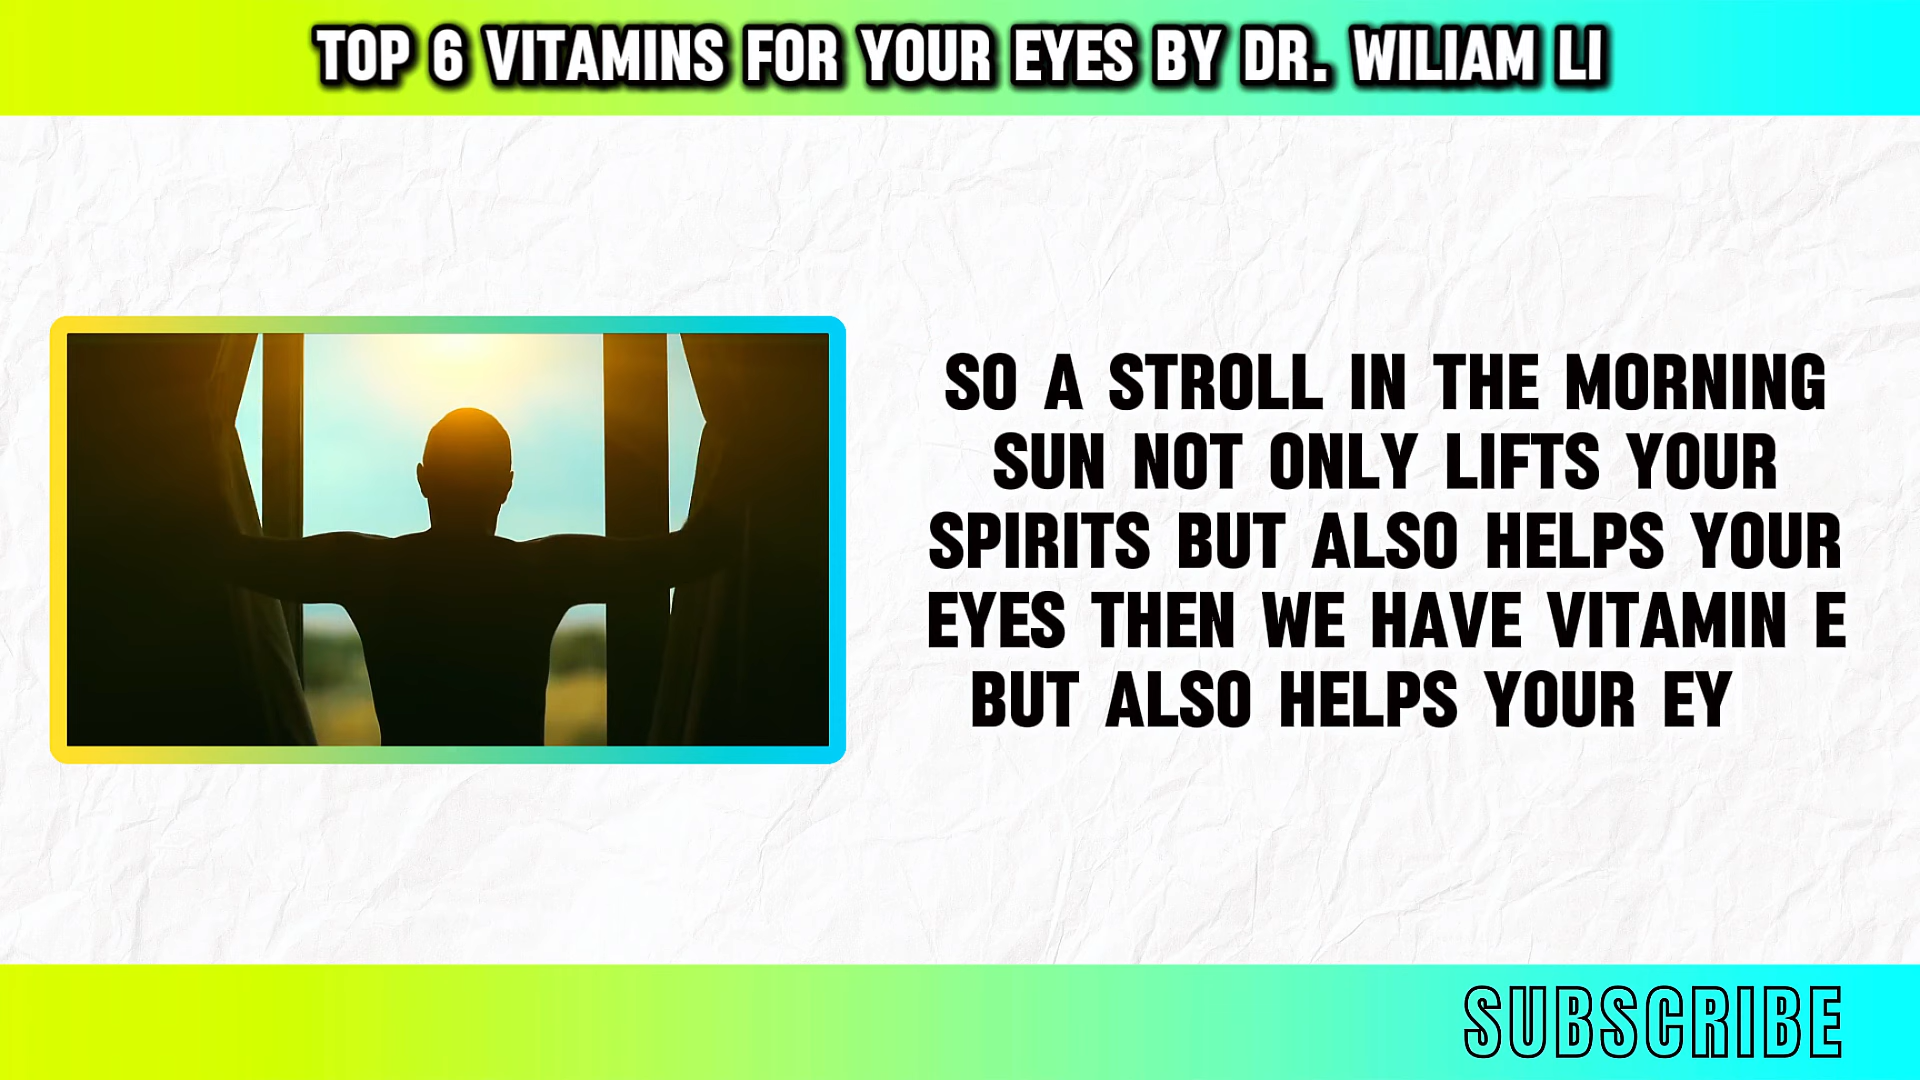 TOP 6 VITAMINS FOR YOUR EYES BY DR. WILIAM LI
SO A STROLL IN THE MORNING
SUN NOT ONLY LIFTS YOUR
SPIRITS BUT ALSO HELPS YOUR
EYES THEN WE HAVE VITAMIN E
BUT ALSO HELPS YOUR EY
SUBSCRIBE